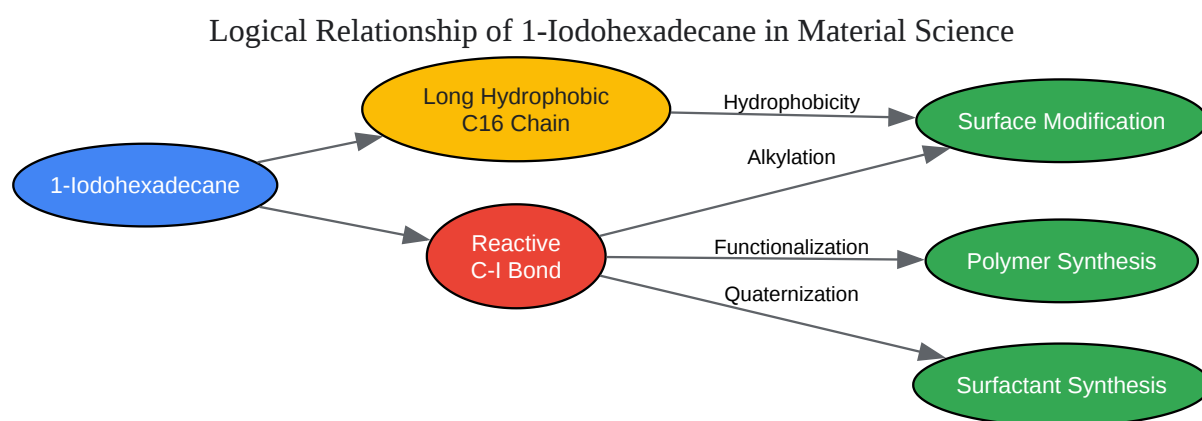 Logical Relationship of 1-Iodohexadecane in Material Science
Long Hydrophobic
C16 Chain
Hydrophobicity
Surface Modification
Alkylation
1-Iodohexadecane
Reactive
C-I Bond
Functionalization
Polymer Synthesis
Quaternization
Surfactant Synthesis